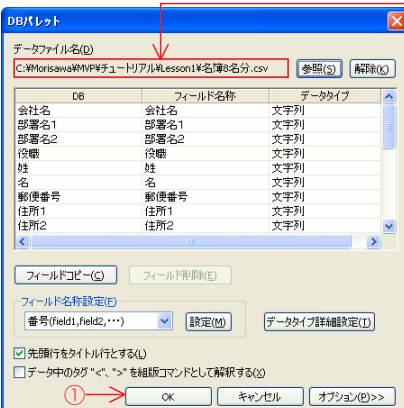 DBパレット
データファイル名(D)
C:¥Morisawa¥MVP¥チュートリアル¥Lesson1¥名簿8名分.csv 参照(S) 解除(K)
DB フィールド名称 データタイプ
会社名 会社名 文字列
部署名1 部署名1 文字列
部署名2 部署名2 文字列
役職 役職 文字列
姓 姓 文字列
名 名 文字列
郵便番号 郵便番号 文字列
住所1 住所1 文字列
住所2 住所2 文字列
フィールドコピー(C) フィールド削除(E)
フィールド名称設定(F)
番号(field1,field2,・・・) 設定(M) データタイプ詳細設定(T)
先頭行をタイトル行とする(L)
データ中のタグ "<"、">" を組版コマンドとして解釈する(X)
① OK キャンセル オプション(P)>>